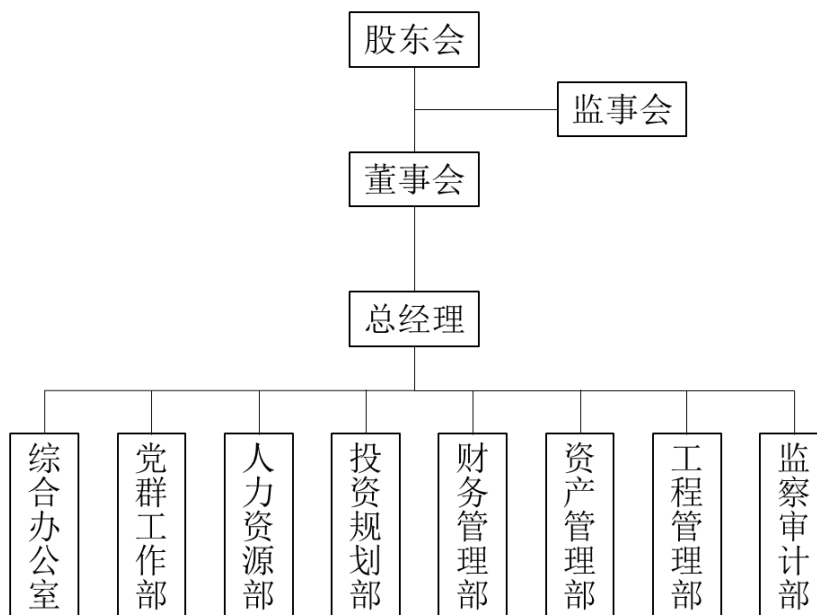 股东会
监事会
董事会
总经理
综合办公室
党群工作部
人力资源部
投资规划部
财务管理部
资产管理部
工程管理部
监察审计部